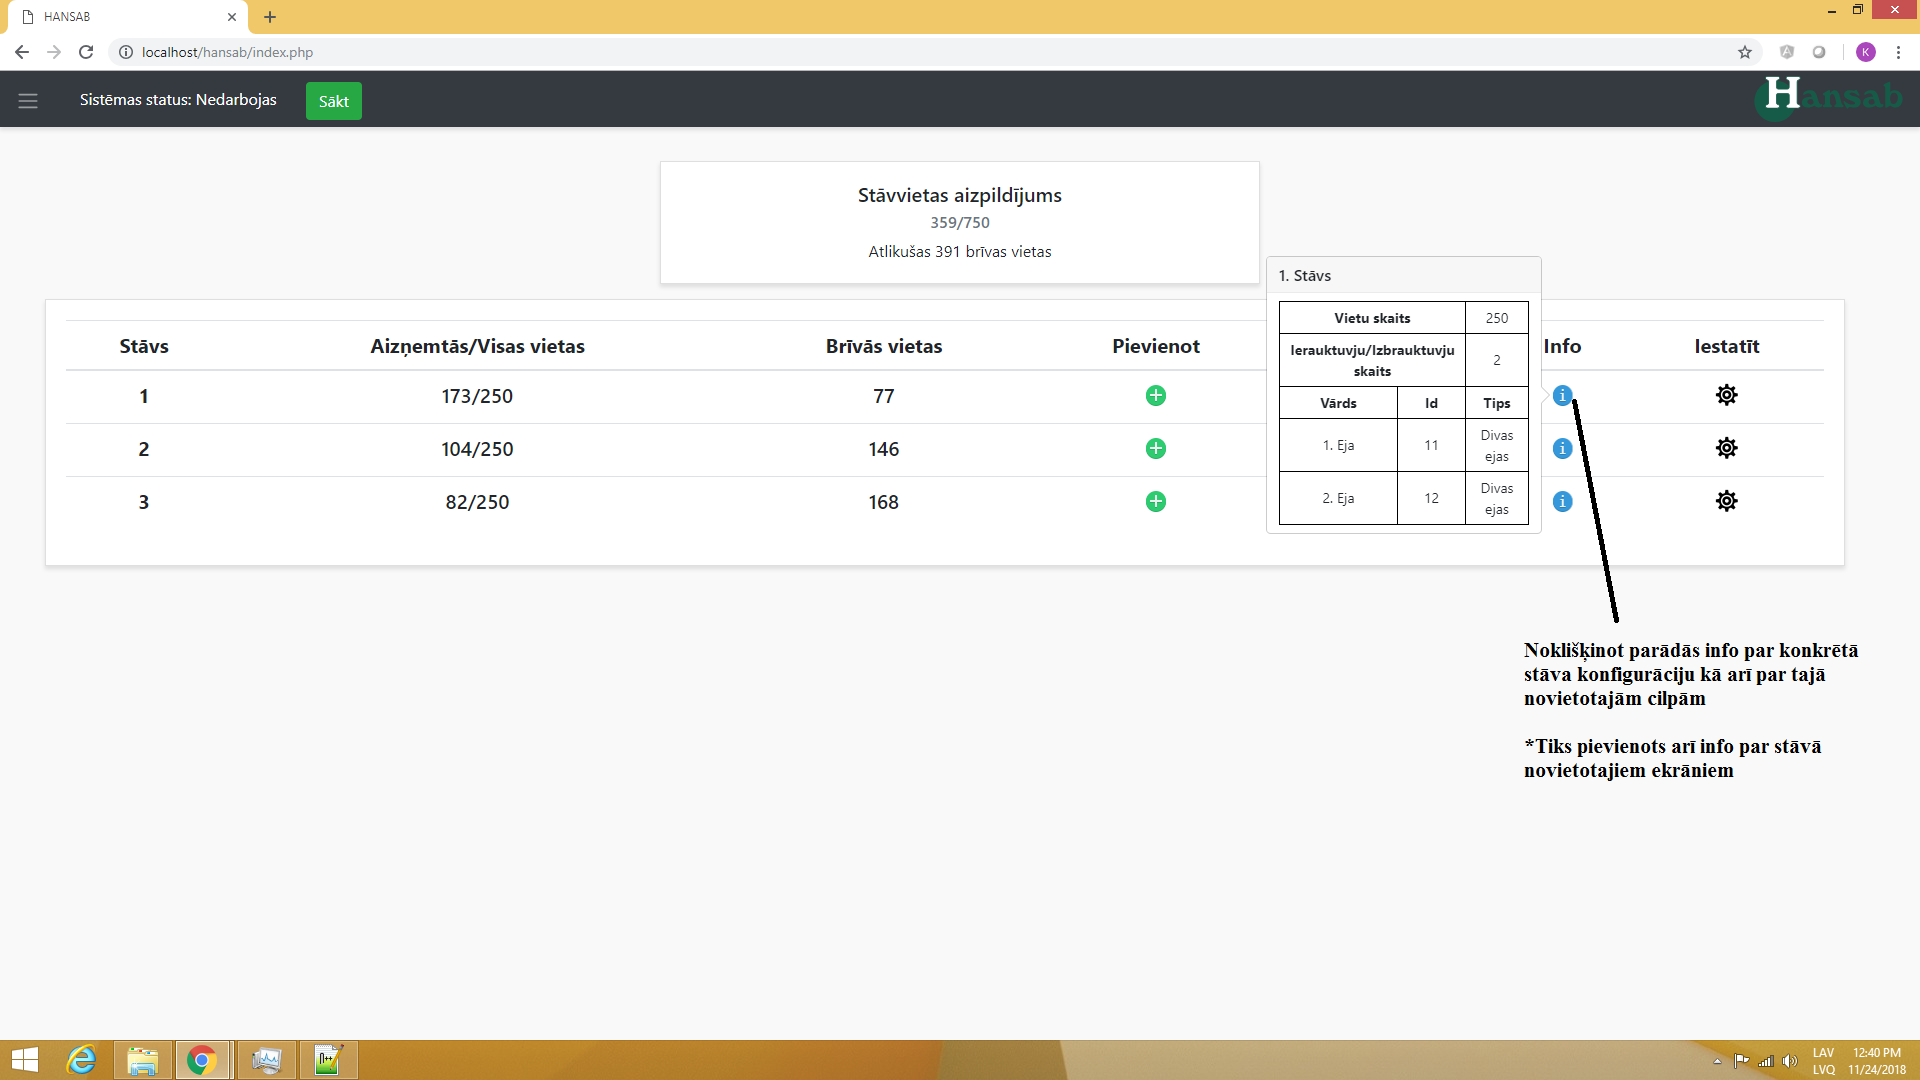 HANSAB
localhost/hansab/index.php
K
Sistēmas status: Nedarbojas
Sākt
Hansab
Stāvvietas aizpildījums
359/750
Atlikušas 391 brīvas vietas
Stāvs Aizņemtās/Visas vietas Brīvās vietas Pievienot Info Iestatīt
1 173/250 77
2 104/250 146
3 82/250 168
1. Stāvs
Vietu skaits 250
Ierauktuvju/Izbrauktuvju
skaits
2
Vārds Id Tips
1. Eja 11 Divas
ejas
2. Eja 12 Divas
ejas
Noklišķinot parādās info par konkrētā
stāva konfigurāciju kā arī par tajā
novietotajām cilpām
*Tiks pievienots arī info par stāvā
novietotajiem ekrāniem
LAV 12:40 PM
LVQ 11/24/2018